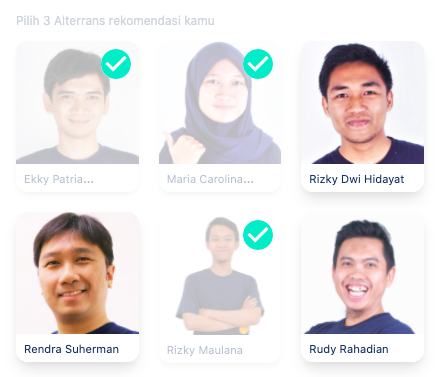 Pilih 3 Alterrans rekomendasi kamu
Ekky Patria...
Maria Carolina...
Rizky Dwi Hidayat
Rendra Suherman
Rizky Maulana
Rudy Rahadian